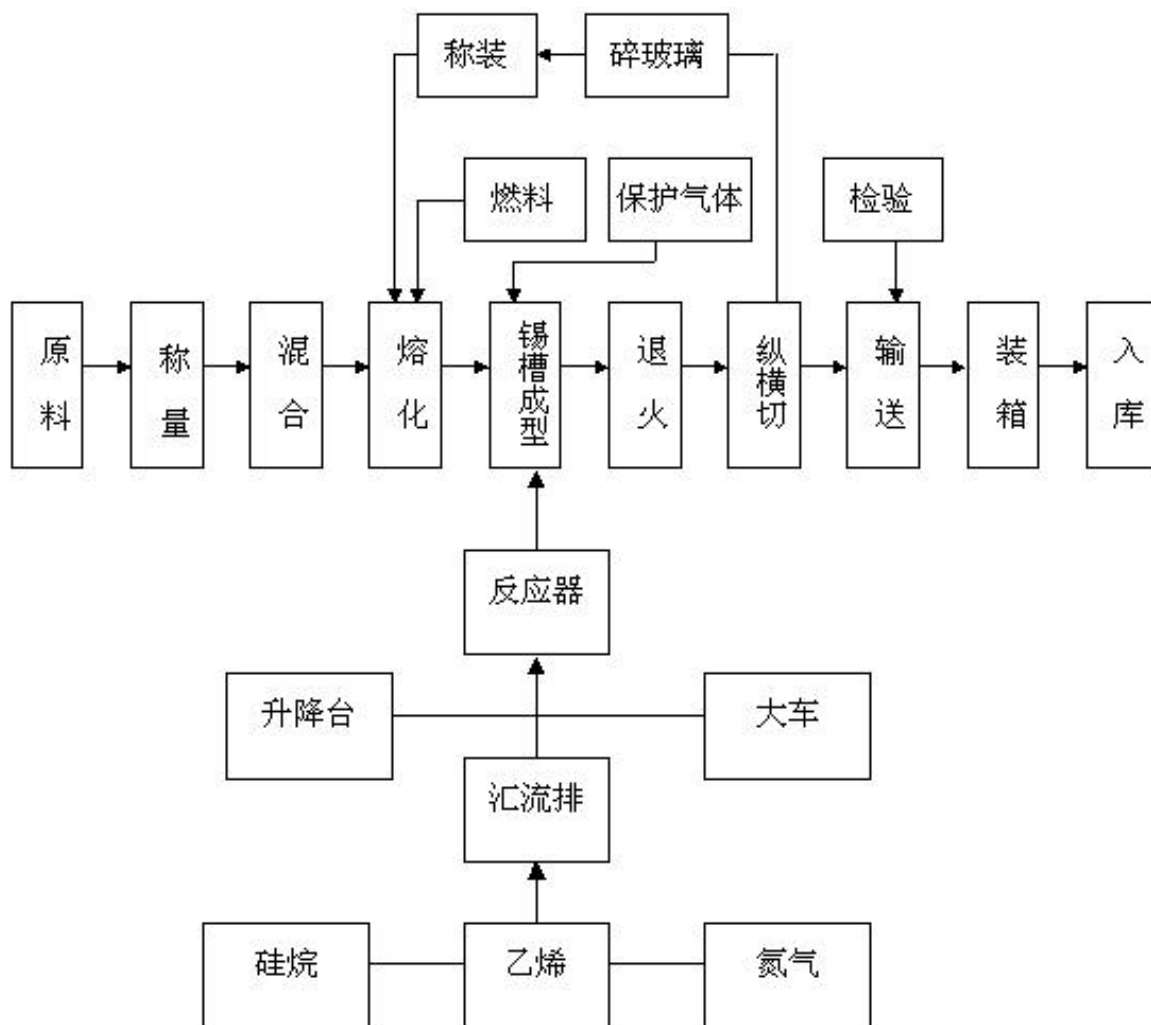 称装
碎玻璃
燃料
保护气体
检验
原料
称量
混合
熔化
锡槽成型
退火
纵横切
输送
装箱
入库
反应器
升降台
大车
汇流排
硅烷
乙烯
氮气